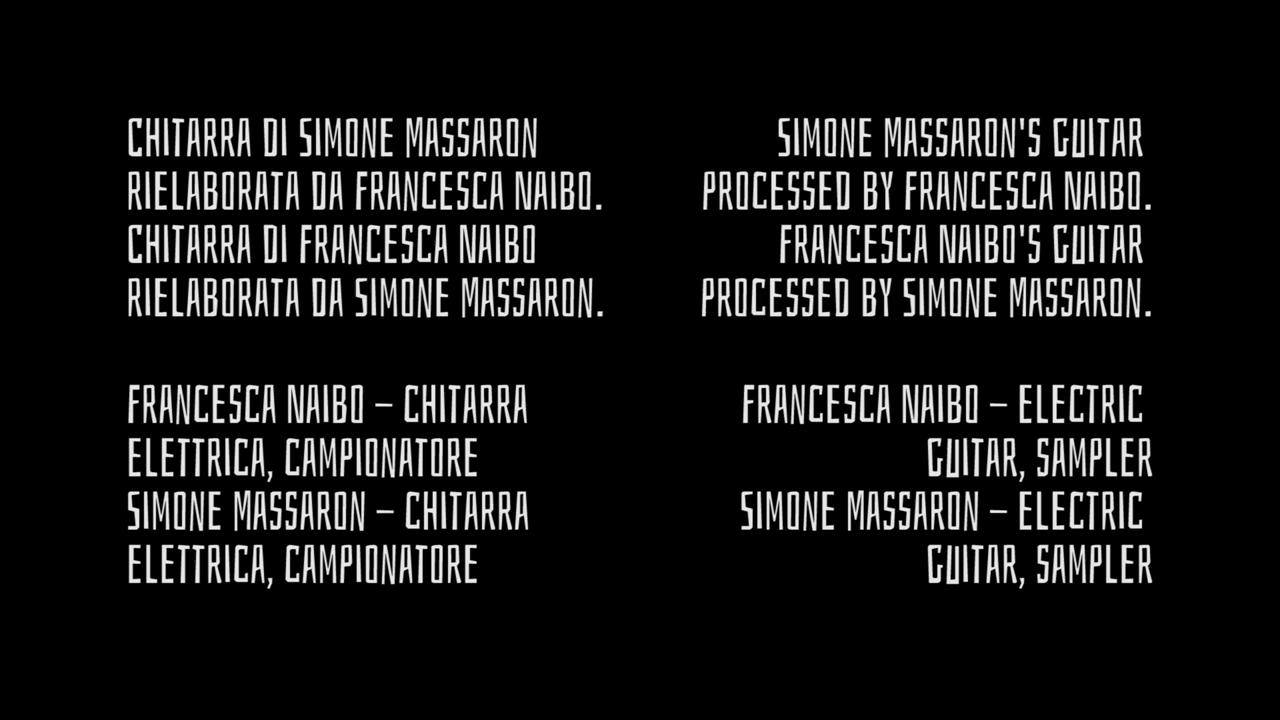 CHITARRA DI SIMONE MASSARON
RIELABORATA DA FRANCESCA NAIBO.
CHITARRA DI FRANCESCA NAIBO
RIELABORATA DA SIMONE MASSARON.
FRANCESCA NAIBO – CHITARRA
ELETTRICA, CAMPIONATORE
SIMONE MASSARON – CHITARRA
ELETTRICA, CAMPIONATORE
SIMONE MASSARON'S GUITAR
PROCESSED BY FRANCESCA NAIBO.
FRANCESCA NAIBO'S GUITAR
PROCESSED BY SIMONE MASSARON.
FRANCESCA NAIBO – ELECTRIC
GUITAR, SAMPLER
SIMONE MASSARON – ELECTRIC
GUITAR, SAMPLER